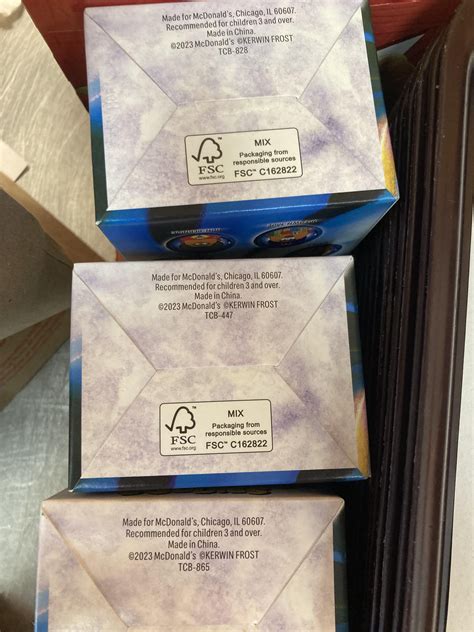 Made for McDonald's, Chicago, IL 60607.
Recommended for children 3 and over.
Made in China.
©2023 McDonald's ©KERWIN FROST
TCB-828
FSC
www.fsc.org
MIX
Packaging from
responsible sources
FSC™ C162822
Made for McDonald's, Chicago, IL 60607.
Recommended for children 3 and over.
Made in China.
©2023 McDonald's ©KERWIN FROST
TCB-447
FSC
www.fsc.org
MIX
Packaging from
responsible sources
FSC™ C162822
Made for McDonald's, Chicago, IL 60607.
Recommended for children 3 and over.
Made in China.
©2023 McDonald's ©KERWIN FROST
TCB-865